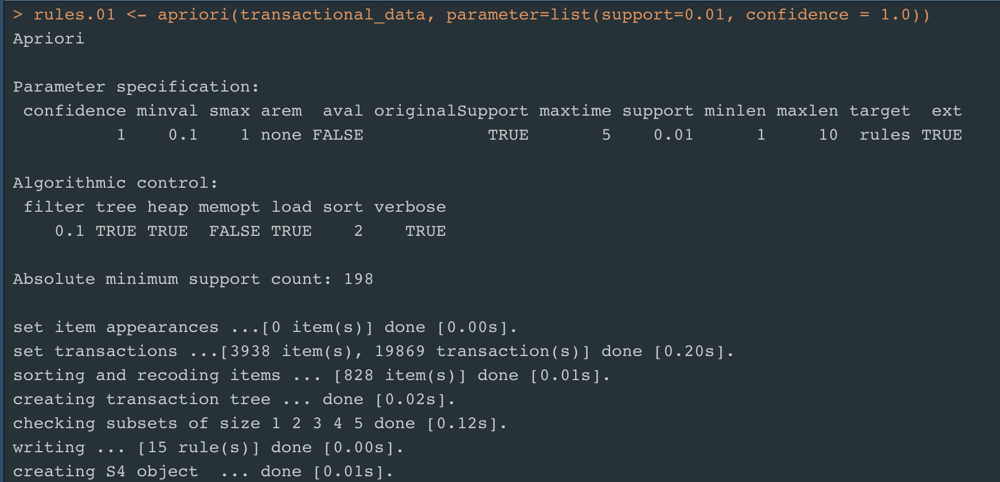 > rules.01 <- apriori(transactional_data, parameter=list(support=0.01, confidence = 1.0))
Apriori
Parameter specification:
 confidence minval smax arem  aval originalSupport maxtime support minlen maxlen target  ext
          1    0.1    1 none FALSE            TRUE       5    0.01      1     10  rules TRUE
Algorithmic control:
 filter tree heap memopt load sort verbose
    0.1 TRUE TRUE  FALSE TRUE    2    TRUE
Absolute minimum support count: 198
set item appearances ...[0 item(s)] done [0.00s].
set transactions ...[3938 item(s), 19869 transaction(s)] done [0.20s].
sorting and recoding items ... [828 item(s)] done [0.01s].
creating transaction tree ... done [0.02s].
checking subsets of size 1 2 3 4 5 done [0.12s].
writing ... [15 rule(s)] done [0.00s].
creating S4 object  ... done [0.01s].